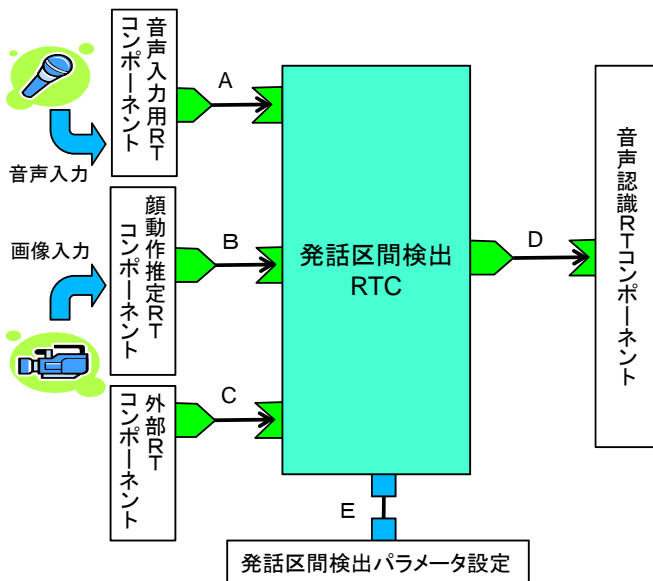 音声入力用RT
コンポーネント
A
音声入力
顔動作推定RT
コンポーネント
B
画像入力
外部RT
コンポーネント
C
発話区間検出
RTC
D
音声認識RTコンポーネント
E
発話区間検出パラメータ設定